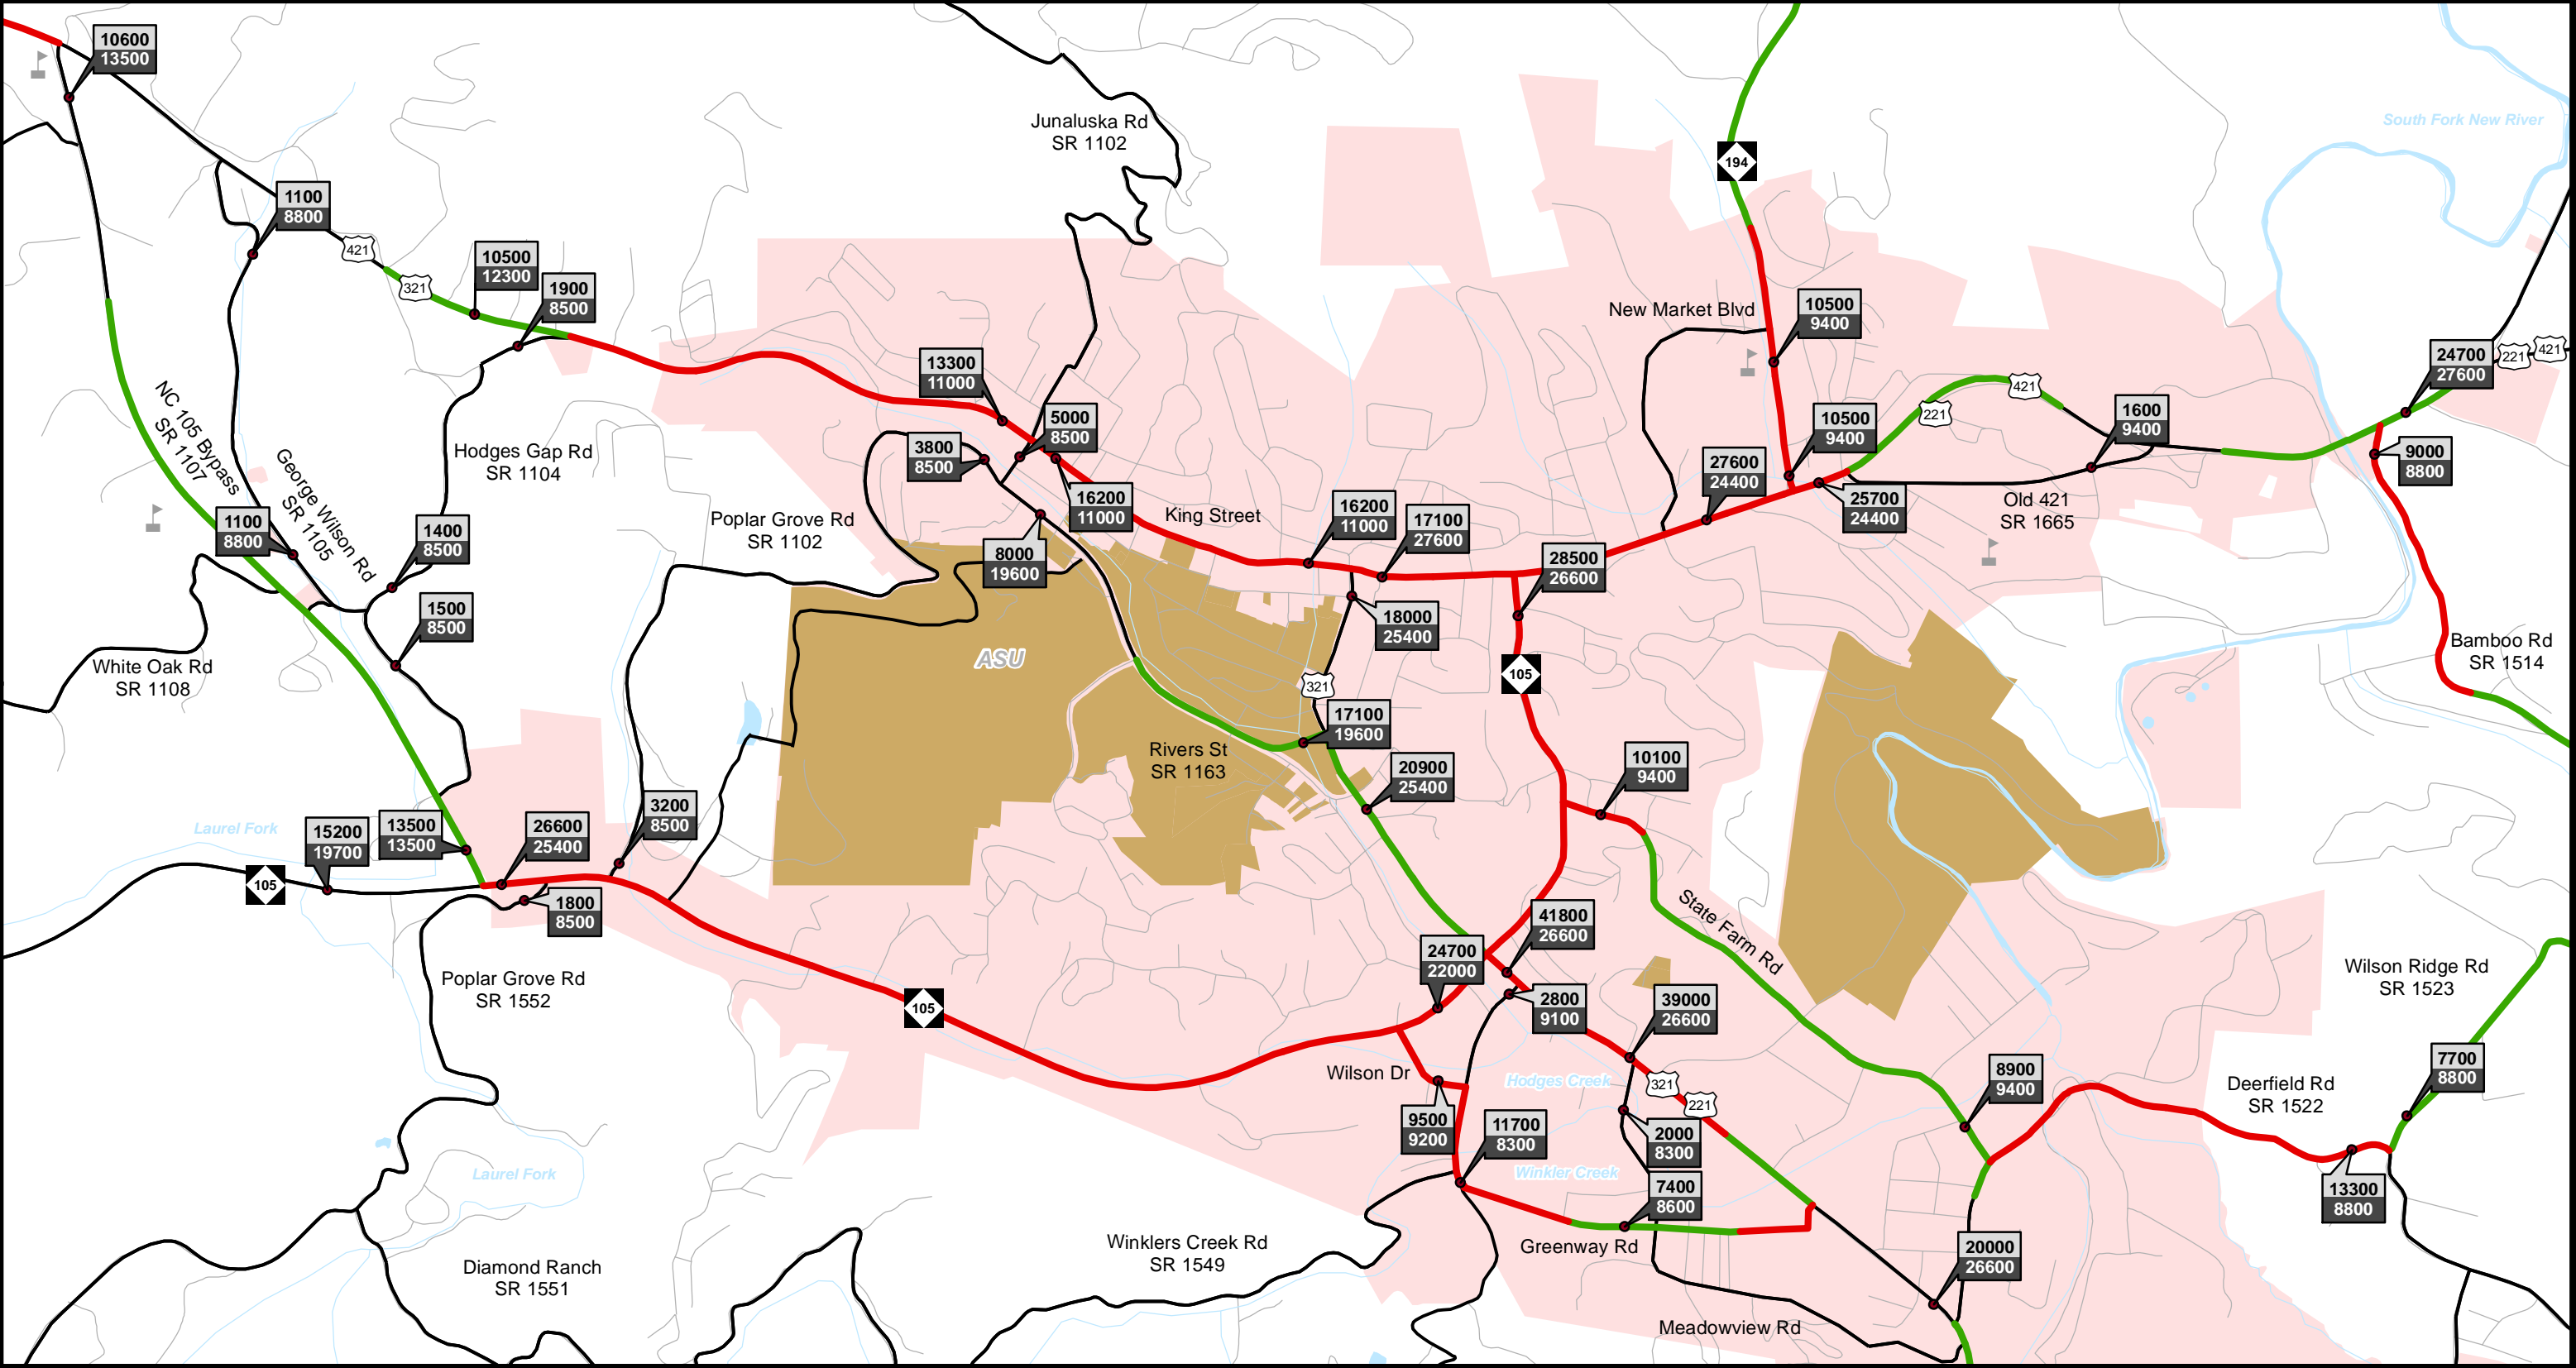 10600
13500
Junaluska Rd
SR 1102
South Fork New River
194
1100
8800
421
321
10500
12300
1900
8500
New Market Blvd
10500
9400
24700
27600
221
421
13300
11000
5000
8500
3800
8500
421
221
10500
9400
1600
9400
9000
8800
NC 105 Bypass
SR 1107
George Wilson Rd
SR 1105
Hodges Gap Rd
SR 1104
27600
24400
25700
24400
Old 421
SR 1665
16200
11000
King Street
16200
11000
17100
27600
Poplar Grove Rd
SR 1102
1100
8800
1400
8500
8000
19600
28500
26600
1500
8500
18000
25400
White Oak Rd
SR 1108
ASU
321
105
Bamboo Rd
SR 1514
17100
19600
Rivers St
SR 1163
20900
25400
10100
9400
Laurel Fork
15200
19700
13500
13500
26600
25400
3200
8500
105
1800
8500
State Farm Rd
41800
26600
24700
22000
Poplar Grove Rd
SR 1552
105
2800
9100
39000
26600
Wilson Ridge Rd
SR 1523
Wilson Dr
Hodges Creek
321
221
8900
9400
7700
8800
Deerfield Rd
SR 1522
9500
9200
11700
8300
2000
8300
Laurel Fork
Winkler Creek
7400
8600
13300
8800
Winklers Creek Rd
SR 1549
Greenway Rd
20000
26600
Diamond Ranch
SR 1551
Meadowview Rd